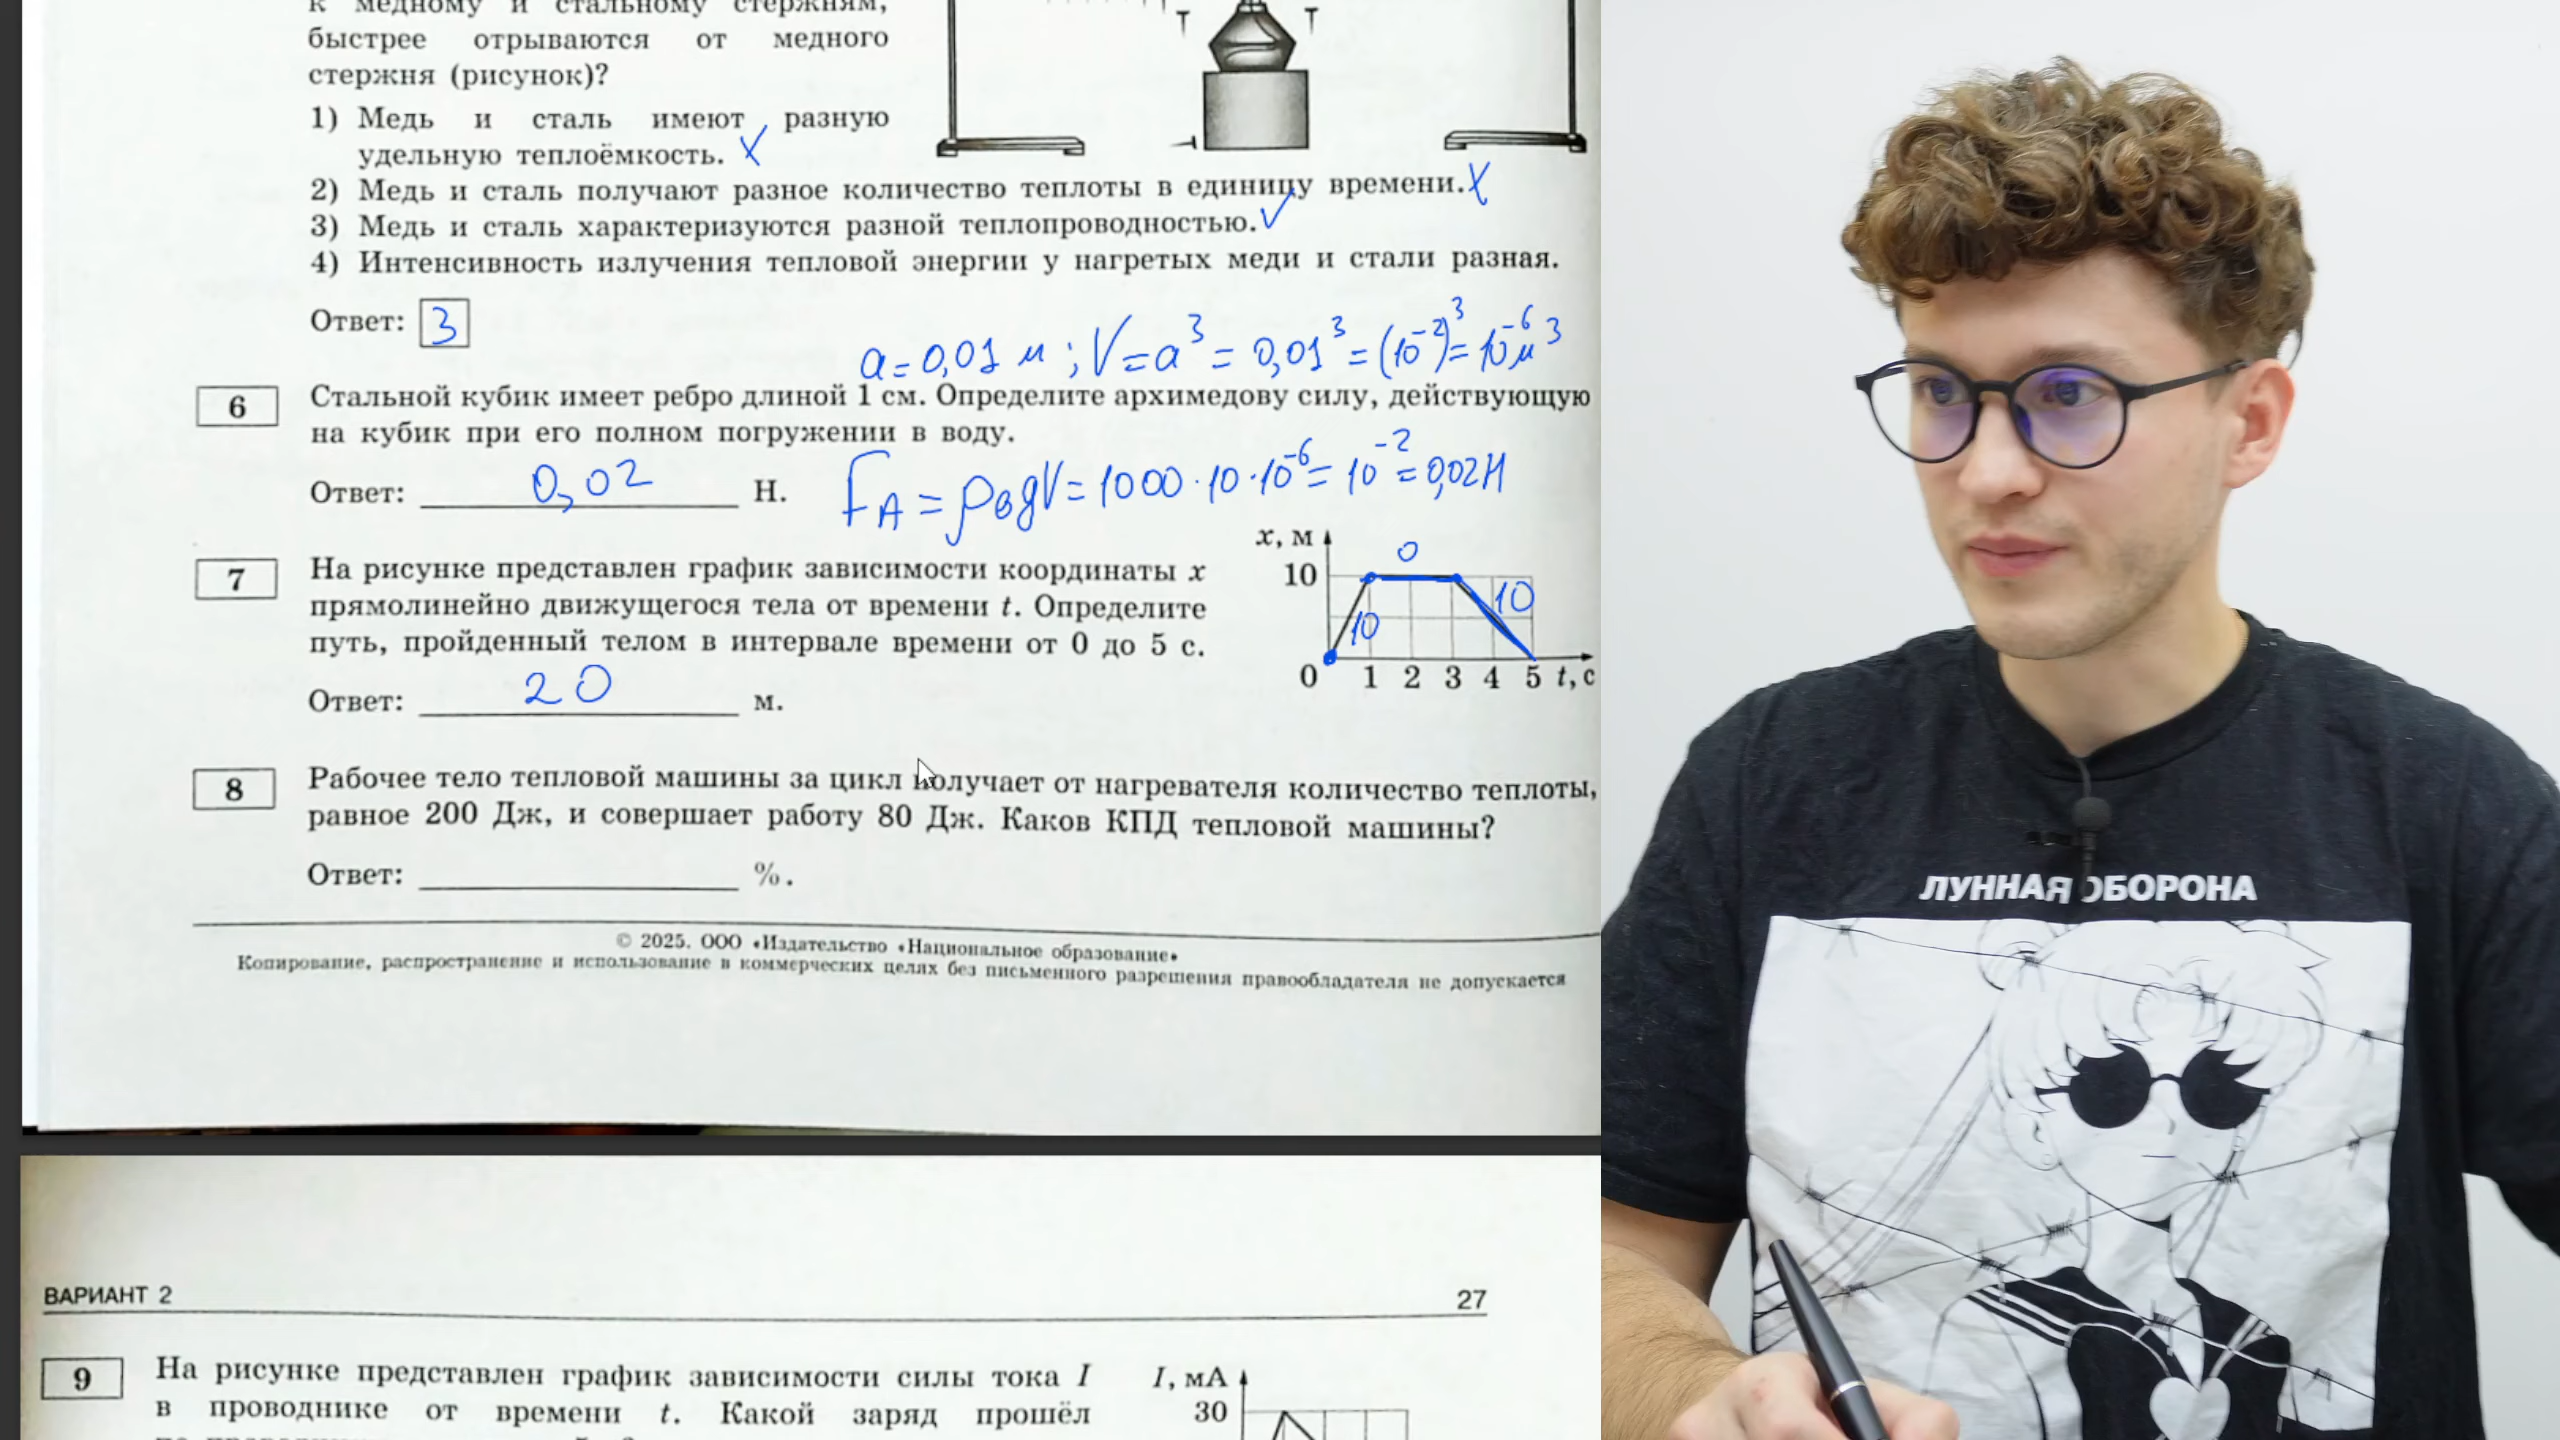 к медному и стальному стержням,
быстрее отрываются от медного
стержня (рисунок)?
1) Медь и сталь имеют разную
удельную теплоёмкость. X
2) Медь и сталь получают разное количество теплоты в единицу времени. X
3) Медь и сталь характеризуются разной теплопроводностью. ✓
4) Интенсивность излучения тепловой энергии у нагретых меди и стали разная.
Ответ: 3
a = 0,01 м ; V = a³ = 0,01³ = (10⁻²)³ = 10⁻⁶ м³
6 Стальной кубик имеет ребро длиной 1 см. Определите архимедову силу, действующую
на кубик при его полном погружении в воду.
Ответ: 0,02 Н.
F_A = ρ_в gV = 1000 · 10 · 10⁻⁶ = 10⁻² = 0,02 Н
7 На рисунке представлен график зависимости координаты x
прямолинейно движущегося тела от времени t. Определите
путь, пройденный телом в интервале времени от 0 до 5 с.
Ответ: 20 м.
x, м
0
10
10
10
0 1 2 3 4 5 t, с
8 Рабочее тело тепловой машины за цикл получает от нагревателя количество теплоты,
равное 200 Дж, и совершает работу 80 Дж. Каков КПД тепловой машины?
Ответ: %.
© 2025. ООО «Издательство «Национальное образование»
Копирование, распространение и использование в коммерческих целях без письменного разрешения правообладателя не допускается
ВАРИАНТ 2
27
9 На рисунке представлен график зависимости силы тока I
в проводнике от времени t. Какой заряд прошёл
I, мА
30
ЛУННАЯ ОБОРОНА